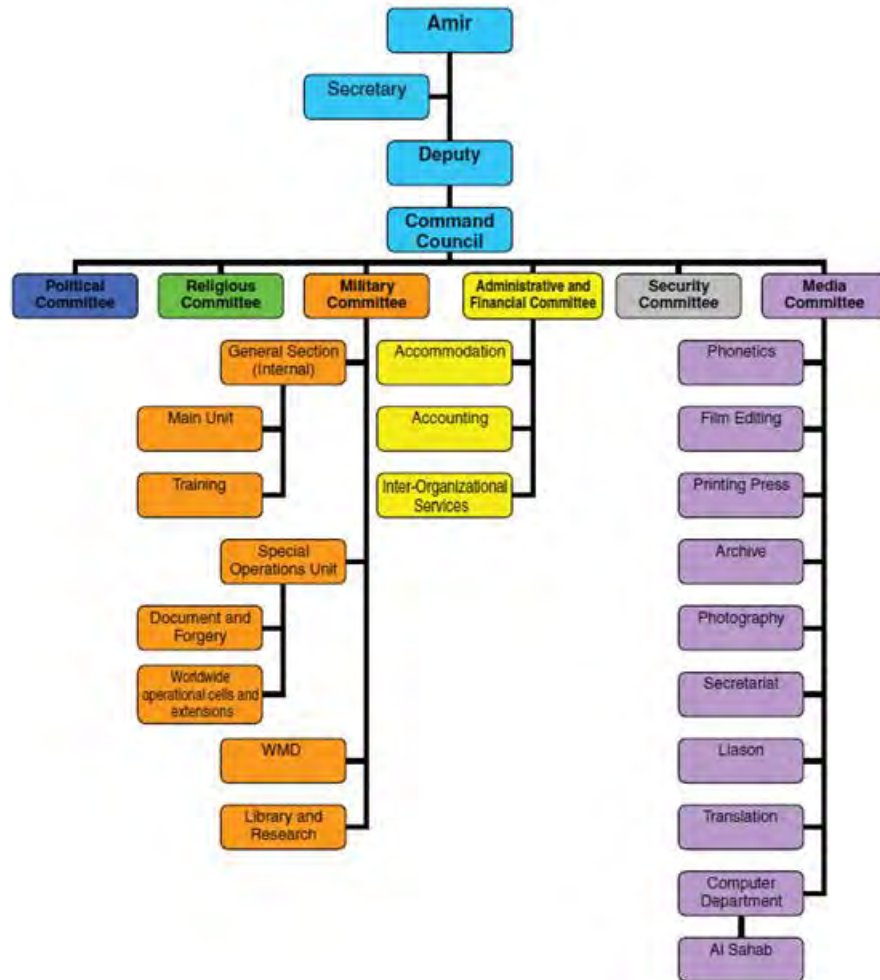 Amir
Secretary
Deputy
Command
Council
Political
Committee
Religious
Committee
Military
Committee
Administrative and
Financial Committee
Security
Committee
Media
Committee
General Section
(Internal)
Main Unit
Training
Special
Operations Unit
Document and
Forgery
Worldwide
operational cells and
extensions
WMD
Library and
Research
Accommodation
Accounting
Inter-Organizational
Services
Phonetics
Film Editing
Printing Press
Archive
Photography
Secretariat
Liason
Translation
Computer
Department
Al Sahab